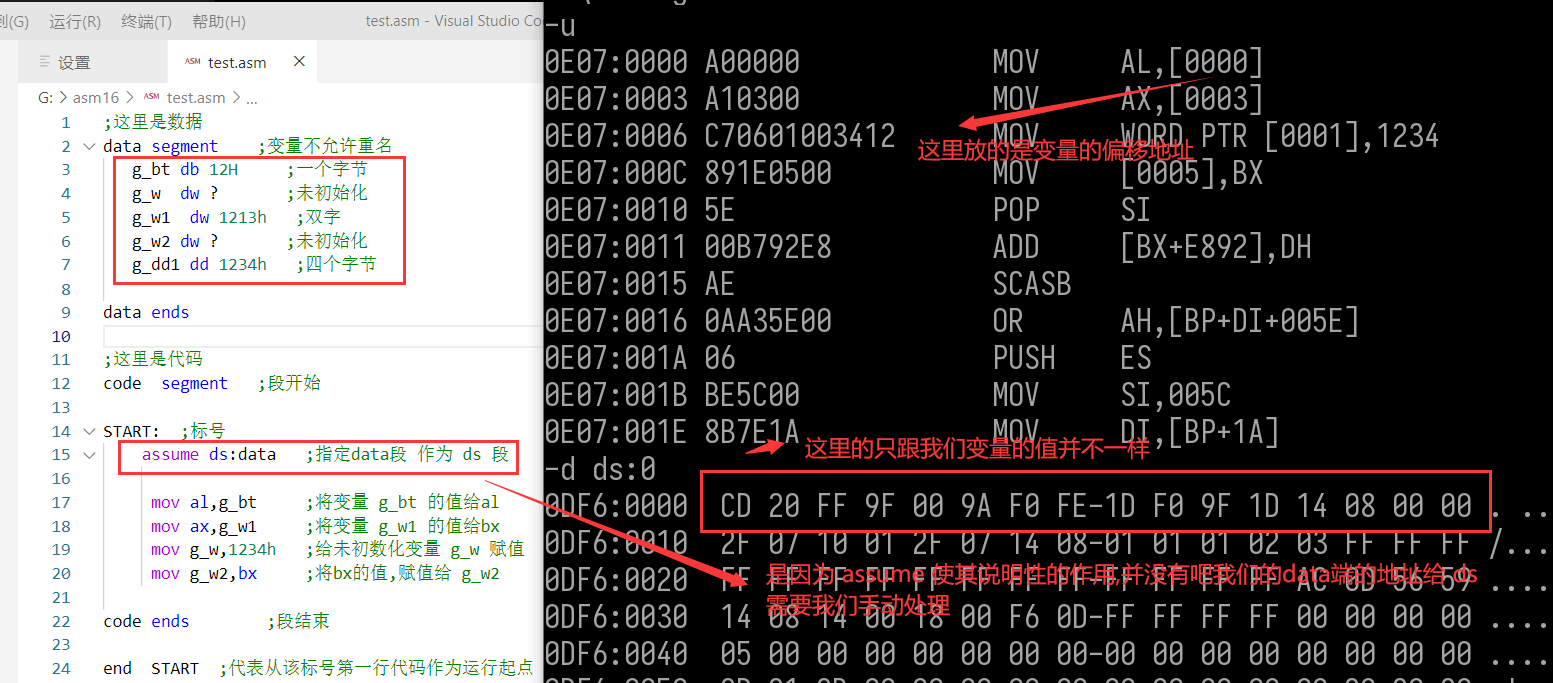 到(G) 运行(R) 终端(T) 帮助(H) test.asm - Visual Studio Co
设置 ASM test.asm ×
G: > asm16 > ASM test.asm > ...
1 ;这里是数据
2 data segment ;变量不允许重名
3 g_bt db 12H ;一个字节
4 g_w dw ? ;未初始化
5 g_w1 dw 1213h ;双字
6 g_w2 dw ? ;未初始化
7 g_dd1 dd 1234h ;四个字节
8
9 data ends
10
11 ;这里是代码
12 code segment ;段开始
13
14 START: ;标号
15 assume ds:data ;指定data段 作为 ds 段
16
17 mov al,g_bt ;将变量 g_bt 的值给al
18 mov ax,g_w1 ;将变量 g_w1 的值给bx
19 mov g_w,1234h ;给未初数化变量 g_w 赋值
20 mov g_w2,bx ;将bx的值,赋值给 g_w2
21
22 code ends ;段结束
23
24 end START ;代表从该标号第一行代码作为运行起点
-u
0E07:0000 A00000 MOV AL,[0000]
0E07:0003 A10300 MOV AX,[0003]
0E07:0006 C70601003412 MOV WORD PTR [0001],1234
这里放的是变量的偏移地址
0E07:000C 891E0500 MOV [0005],BX
0E07:0010 5E POP SI
0E07:0011 00B792E8 ADD [BX+E892],DH
0E07:0015 AE SCASB
0E07:0016 0AA35E00 OR AH,[BP+DI+005E]
0E07:001A 06 PUSH ES
0E07:001B BE5C00 MOV SI,005C
0E07:001E 8B7E1A MOV DI,[BP+1A]
这里的只跟我们变量的值并不一样
-d ds:0
0DF6:0000 CD 20 FF 9F 00 9A F0 FE-1D F0 9F 1D 14 08 00 00 . ..
0DF6:0010 2F 07 10 01 2F 07 14 08-01 01 01 02 03 FF FF FF /...
0DF6:0020 FF FF FF FF FF FF FF FF-FF FF FF FF AC 0D 56 59 ....
是因为 assume 使其说明性的作用,并没有吧我们的data端的地址给 ds
需要我们手动处理
0DF6:0030 14 08 14 00 18 00 F6 0D-FF FF FF FF 00 00 00 00 ....
0DF6:0040 05 00 00 00 00 00 00 00-00 00 00 00 00 00 00 00 ....